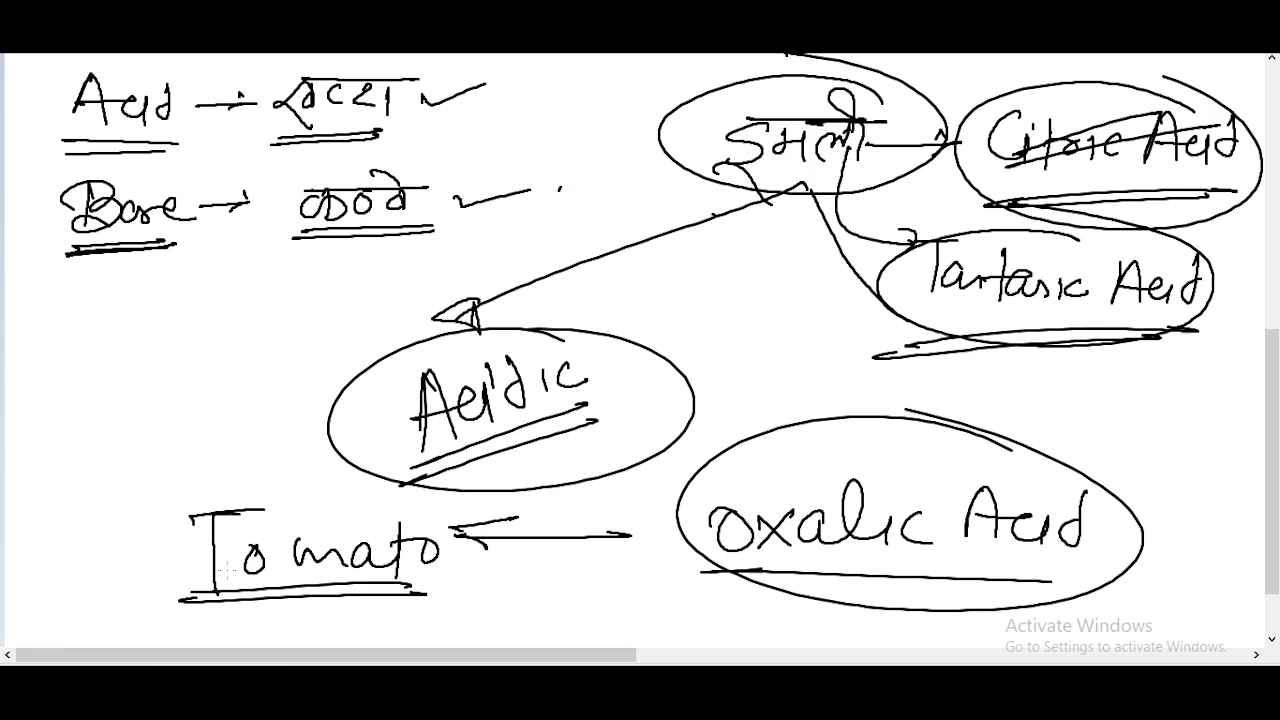 Acid →
Base →
Citric Acid
Tartaric Acid
Acidic
Oxalic Acid
Tomato
Activate Windows
Go to Settings to activate Windows.